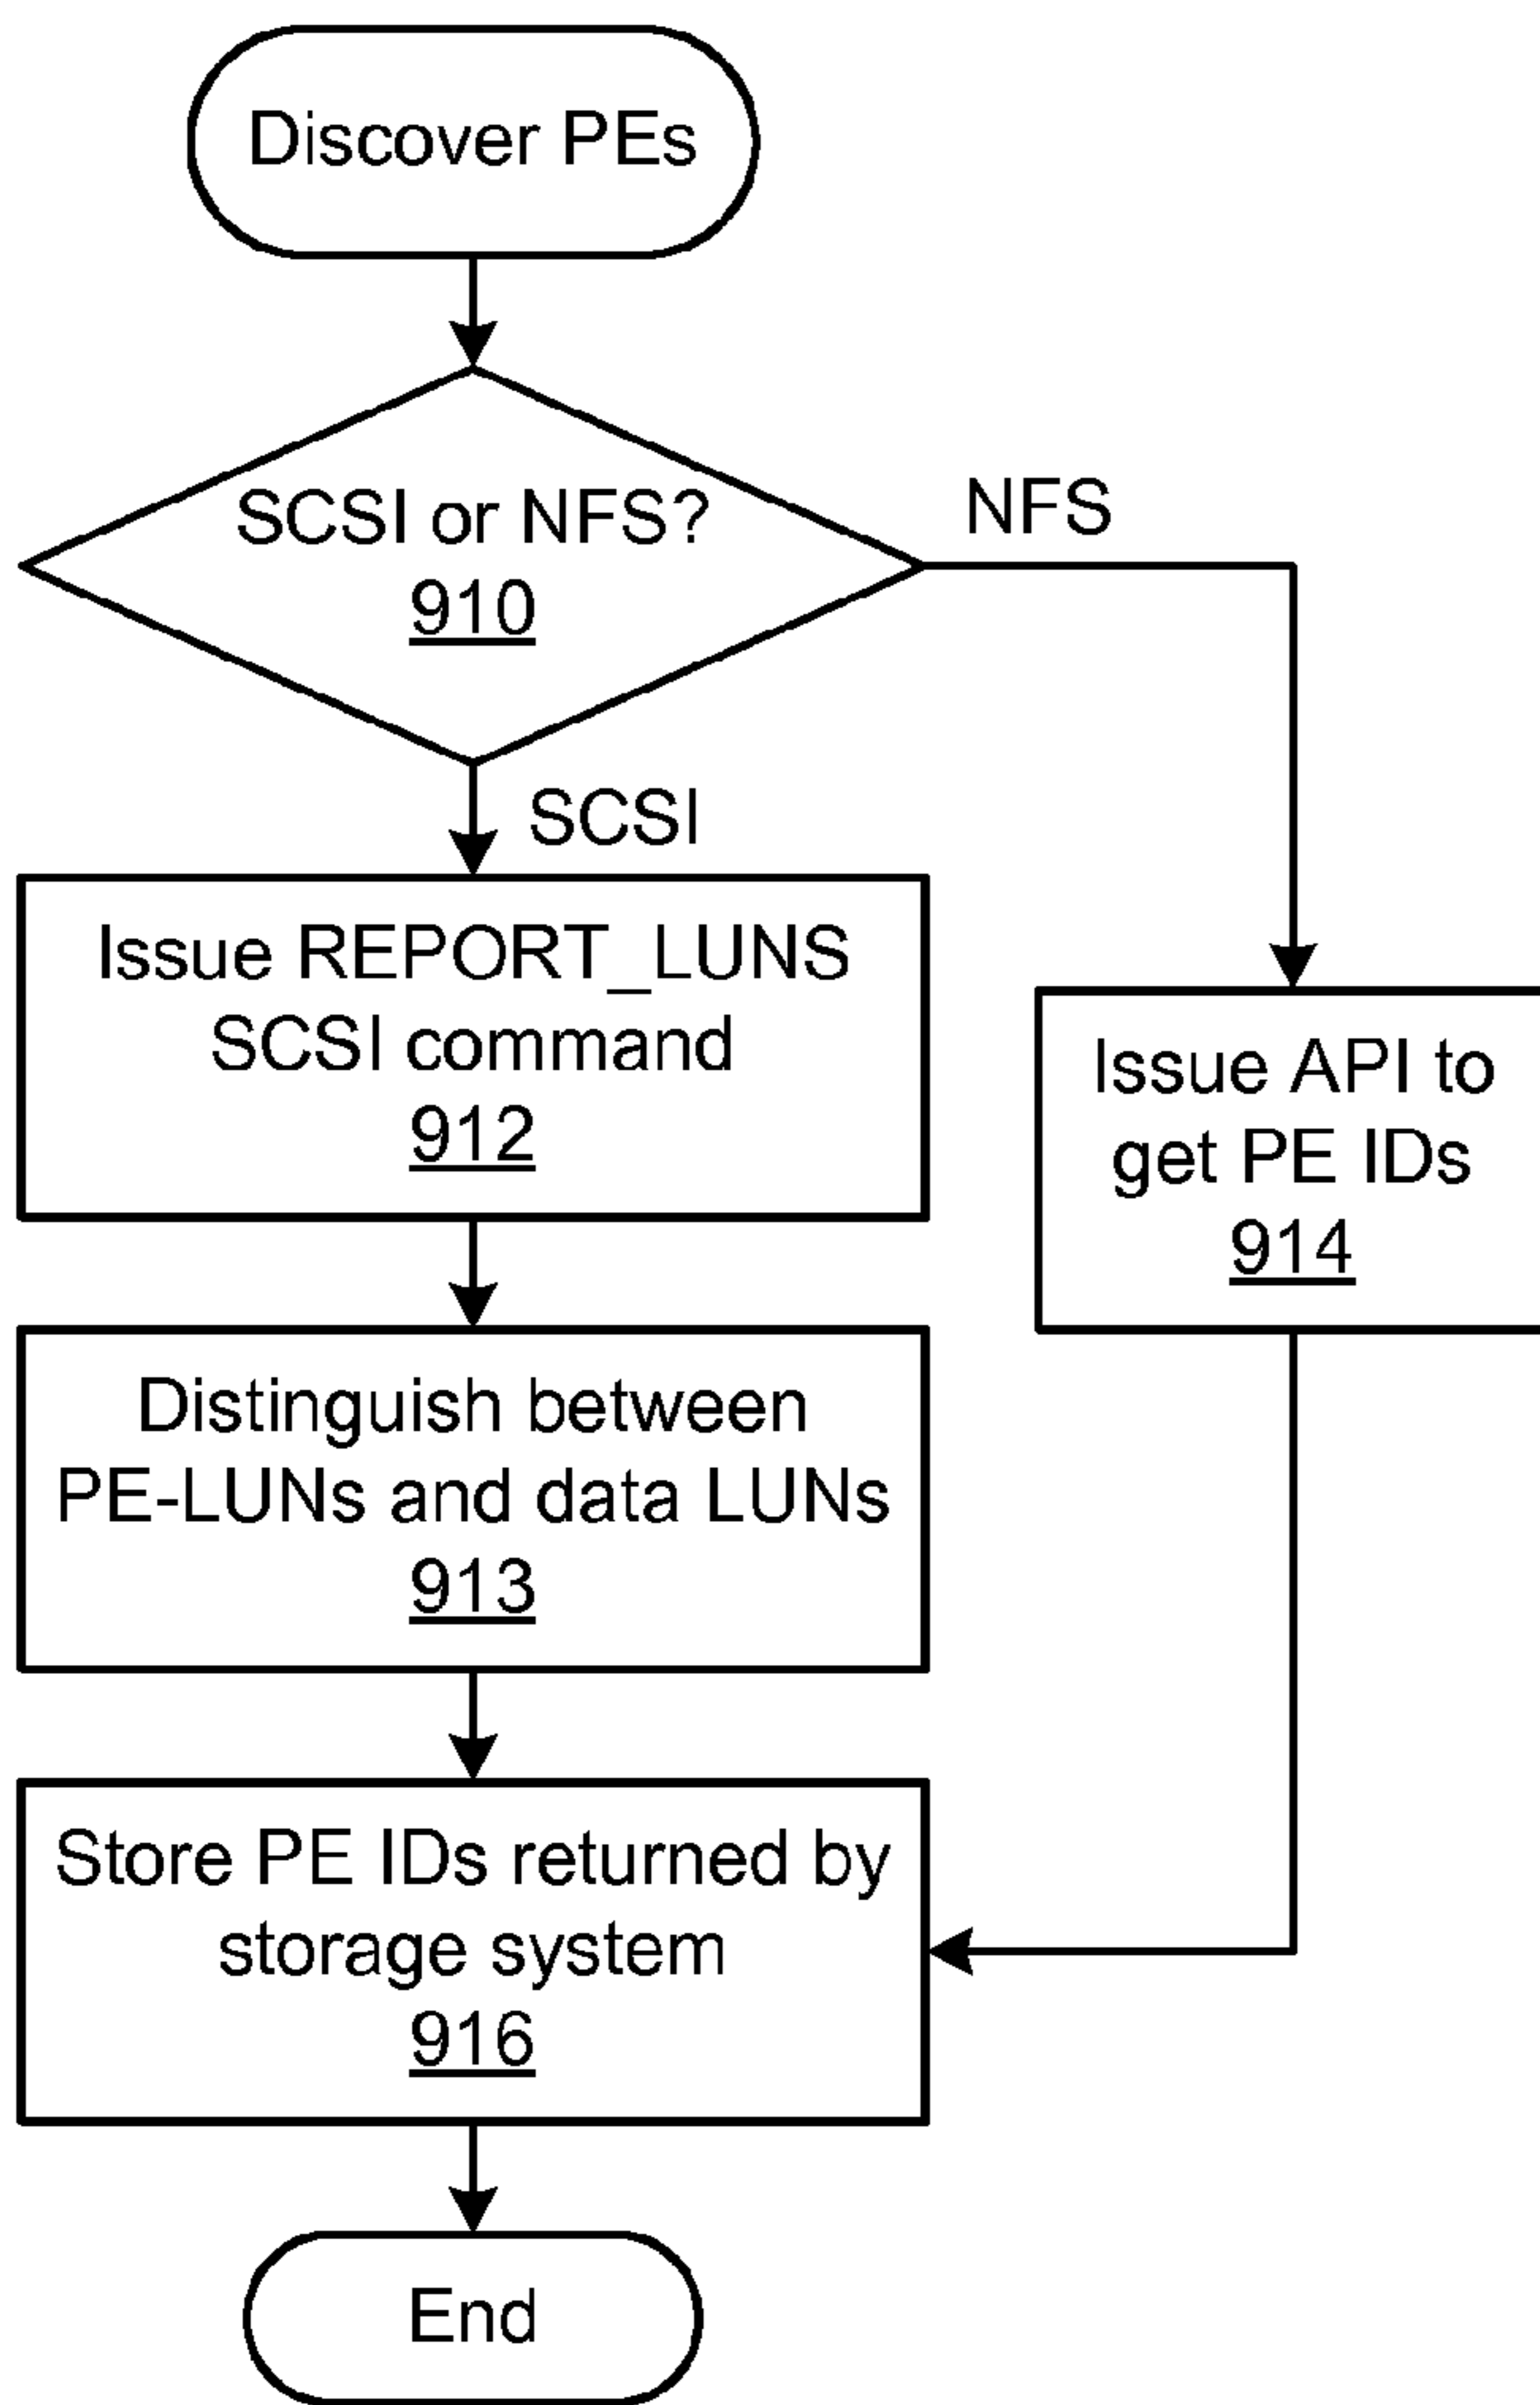 Discover PEs
SCSI or NFS?
910
NFS
SCSI
Issue REPORT_LUNS
SCSI command
912
Issue API to
get PE IDs
914
Distinguish between
PE-LUNs and data LUNs
913
Store PE IDs returned by
storage system
916
End